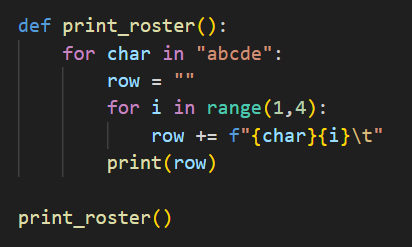 def print_roster():
    for char in "abcde":
        row = ""
        for i in range(1,4):
            row += f"{char}{i}\t"
        print(row)

print_roster()